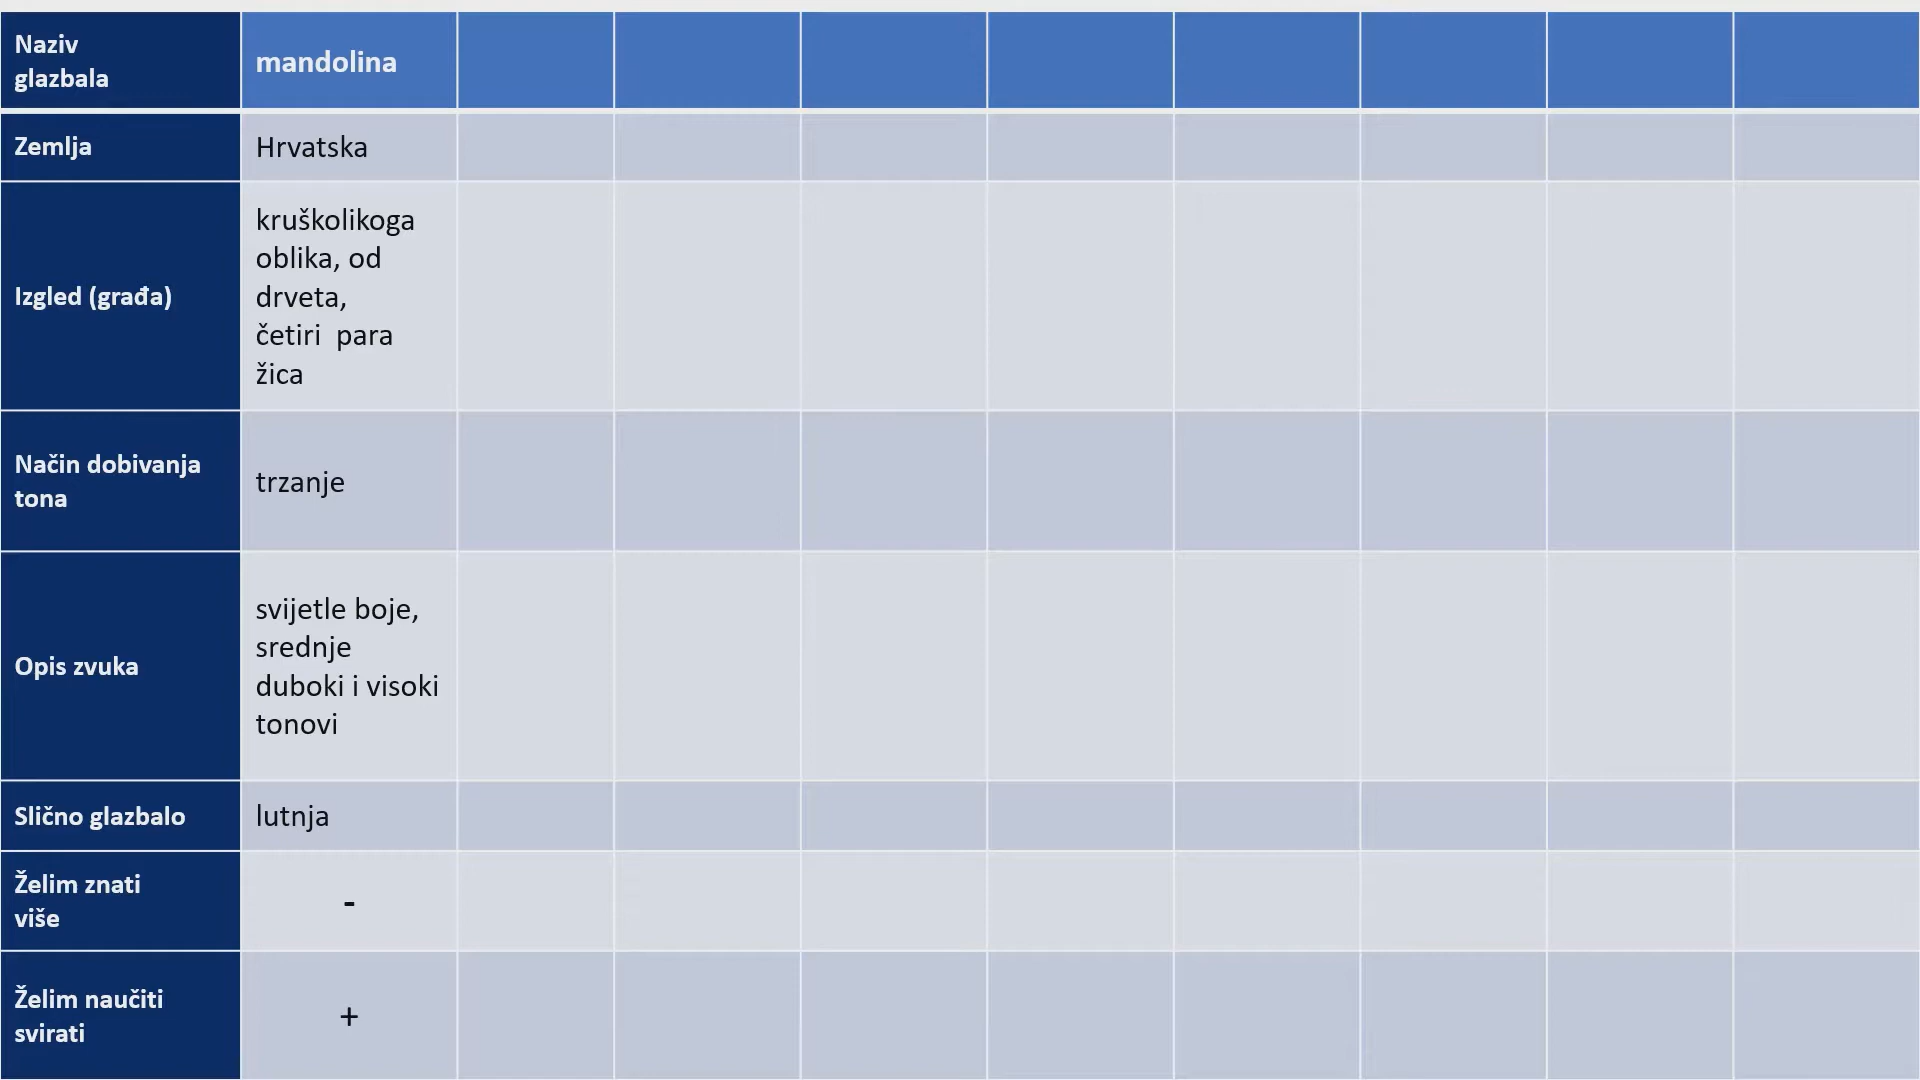 Naziv
glazbala
mandolina
Zemlja
Hrvatska
Izgled (građa)
kruškolikoga
oblika, od
drveta,
četiri  para
žica
Način dobivanja
tona
trzanje
Opis zvuka
svijetle boje,
srednje
duboki i visoki
tonovi
Slično glazbalo
lutnja
Želim znati
više
-
Želim naučiti
svirati
+